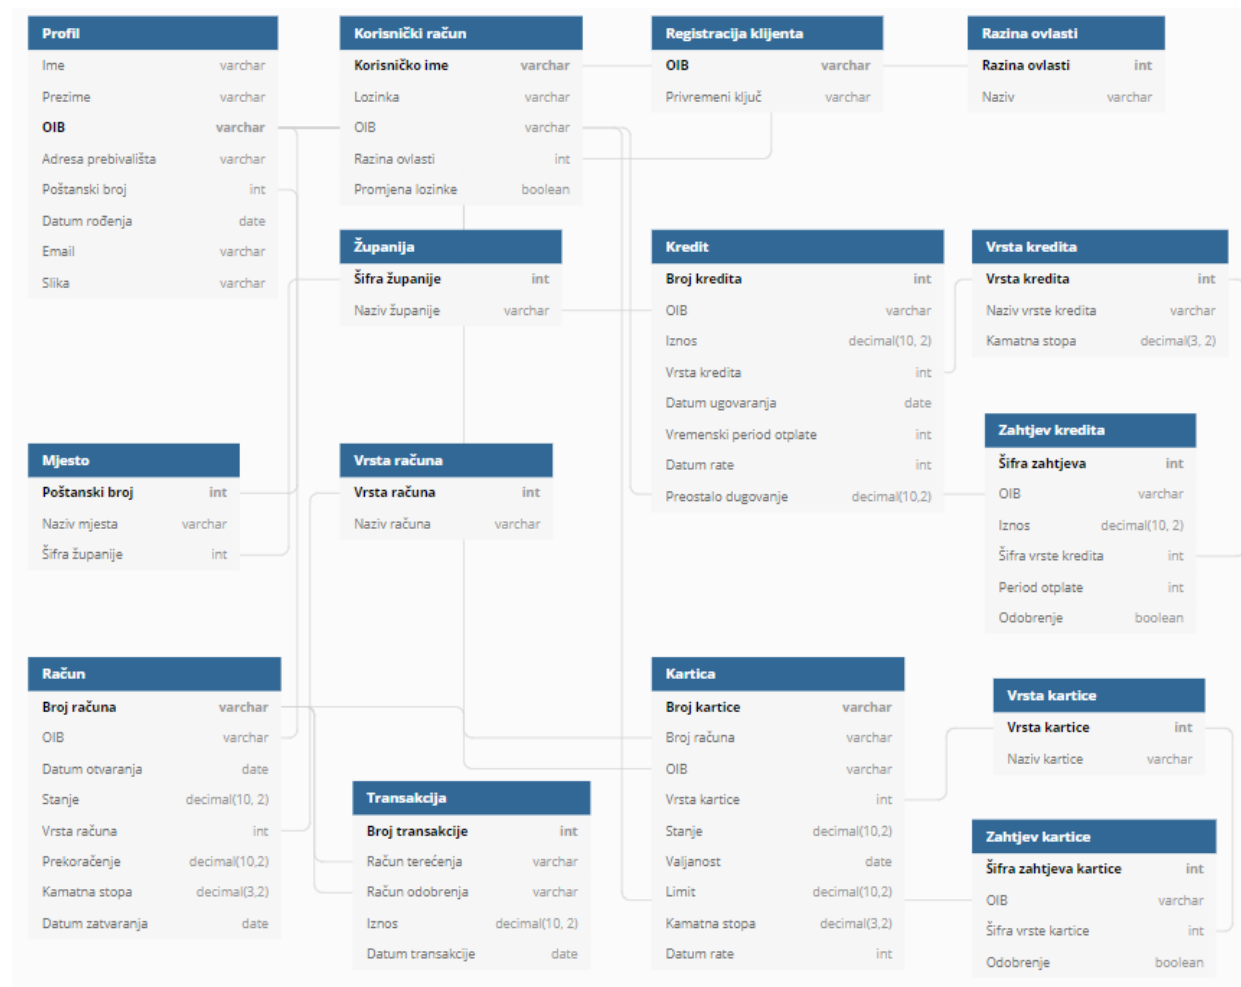 Profil
Ime varchar
Prezime varchar
OIB varchar
Adresa prebivališta varchar
Poštanski broj int
Datum rođenja date
Email varchar
Slika varchar
Korisnički račun
Korisničko ime varchar
Lozinka varchar
OIB varchar
Razina ovlasti int
Promjena lozinke boolean
Registracija klijenta
OIB varchar
Privremeni ključ varchar
Razina ovlasti
Razina ovlasti int
Naziv varchar
Županija
Šifra županije int
Naziv županije varchar
Kredit
Broj kredita int
OIB varchar
Iznos decimal(10, 2)
Vrsta kredita int
Datum ugovaranja date
Vremenski period otplate int
Datum rate int
Preostalo dugovanje decimal(10,2)
Vrsta kredita
Vrsta kredita int
Naziv vrste kredita varchar
Kamatna stopa decimal(3, 2)
Zahtjev kredita
Šifra zahtjeva int
OIB varchar
Iznos decimal(10, 2)
Šifra vrste kredita int
Period otplate int
Odobrenje boolean
Mjesto
Poštanski broj int
Naziv mjesta varchar
Šifra županije int
Vrsta računa
Vrsta računa int
Naziv računa varchar
Račun
Broj računa varchar
OIB varchar
Datum otvaranja date
Stanje decimal(10, 2)
Vrsta računa int
Prekoračenje decimal(10,2)
Kamatna stopa decimal(3,2)
Datum zatvaranja date
Transakcija
Broj transakcije int
Račun terećenja varchar
Račun odobrenja varchar
Iznos decimal(10, 2)
Datum transakcije date
Kartica
Broj kartice varchar
Broj računa varchar
OIB varchar
Vrsta kartice int
Stanje decimal(10,2)
Valjanost date
Limit decimal(10,2)
Kamatna stopa decimal(3,2)
Datum rate int
Vrsta kartice
Vrsta kartice int
Naziv kartice varchar
Zahtjev kartice
Šifra zahtjeva kartice int
OIB varchar
Šifra vrste kartice int
Odobrenje boolean